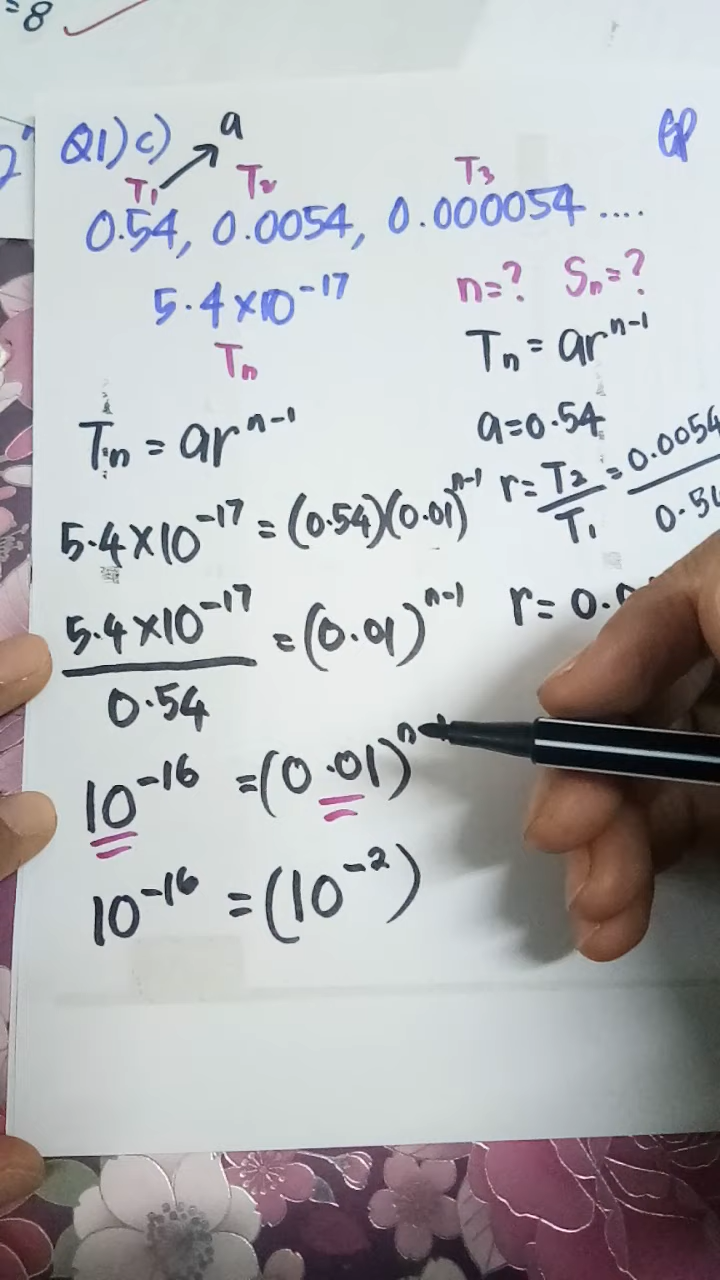 =8
Q1) c) a GP
T₁ T₂ T₃
0.54, 0.0054, 0.000054 ....
5.4×10⁻¹⁷ n=? Sₙ=?
Tₙ
Tₙ = arⁿ⁻¹
a=0.54
Tₙ = arⁿ⁻¹
r= T₂/T₁ = 0.0054/0.54
5.4×10⁻¹⁷ = (0.54)(0.01)ⁿ⁻¹
5.4×10⁻¹⁷/0.54 = (0.01)ⁿ⁻¹
r= 0.0
10⁻¹⁶ =(0.01)ⁿ⁻¹
10⁻¹⁶ =(10⁻²)